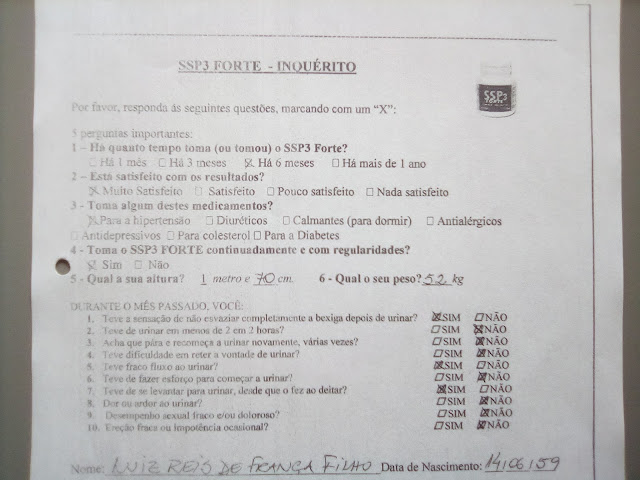 SSP3 FORTE - INQUÉRITO
SSP3
FORTE
Por favor, responda ás seguintes questões, marcando com um "X":
5 perguntas importantes:
1 – Há quanto tempo toma (ou tomou) o SSP3 Forte?
☐ Há 1 mês ☐ Há 3 meses ☒ Há 6 meses ☐ Há mais de 1 ano
2 – Está satisfeito com os resultados?
☒ Muito Satisfeito ☐ Satisfeito ☐ Pouco satisfeito ☐ Nada satisfeito
3 - Toma algum destes medicamentos?
☒ Para a hipertensão ☐ Diuréticos ☐ Calmantes (para dormir) ☐ Antialérgicos
☐ Antidepressivos ☐ Para colesterol ☐ Para a Diabetes
4 - Toma o SSP3 FORTE continuadamente e com regularidades?
☒ Sim ☐ Não
5 - Qual a sua altura? 1 metro e 70 cm. 6 - Qual o seu peso? 52 kg
DURANTE O MÊS PASSADO, VOCÊ:
1. Teve a sensação de não esvaziar completamente a bexiga depois de urinar? ☒SIM ☐NÃO
2. Teve de urinar em menos de 2 em 2 horas? ☐SIM ☒NÃO
3. Acha que pára e recomeça a urinar novamente, várias vezes? ☐SIM ☒NÃO
4. Teve dificuldade em reter a vontade de urinar? ☐SIM ☒NÃO
5. Teve fraco fluxo ao urinar? ☒SIM ☐NÃO
6. Teve de fazer esforço para começar a urinar? ☐SIM ☒NÃO
7. Teve de se levantar para urinar, desde que o fez ao deitar? ☒SIM ☐NÃO
8. Dor ou ardor ao urinar? ☐SIM ☒NÃO
9. Desempenho sexual fraco e/ou doloroso? ☐SIM ☒NÃO
10. Ereção fraca ou impotência ocasional? ☐SIM ☒NÃO
Nome: LUIZ REIS DE FRANÇA FILHO Data de Nascimento: 14/06/59